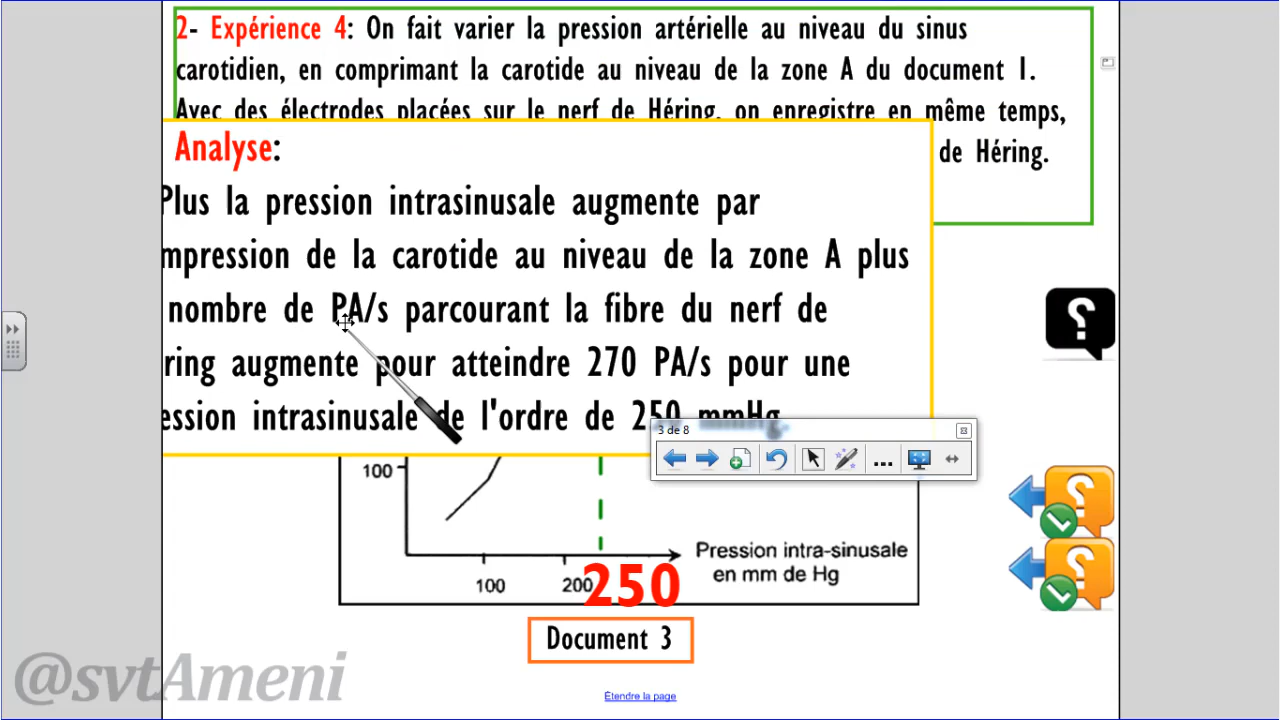 2- Expérience 4: On fait varier la pression artérielle au niveau du sinus
carotidien, en comprimant la carotide au niveau de la zone A du document 1.
Avec des électrodes placées sur le nerf de Héring, on enregistre en même temps,
de Héring.
Analyse:
Plus la pression intrasinusale augmente par
mpression de la carotide au niveau de la zone A plus
nombre de PA/s parcourant la fibre du nerf de
ring augmente pour atteindre 270 PA/s pour une
ession intrasinusale de l'ordre de 250 mmHg
3 de 8
100
Pression intra-sinusale
en mm de Hg
100
200
250
Document 3
@svtAmeni
Étendre la page